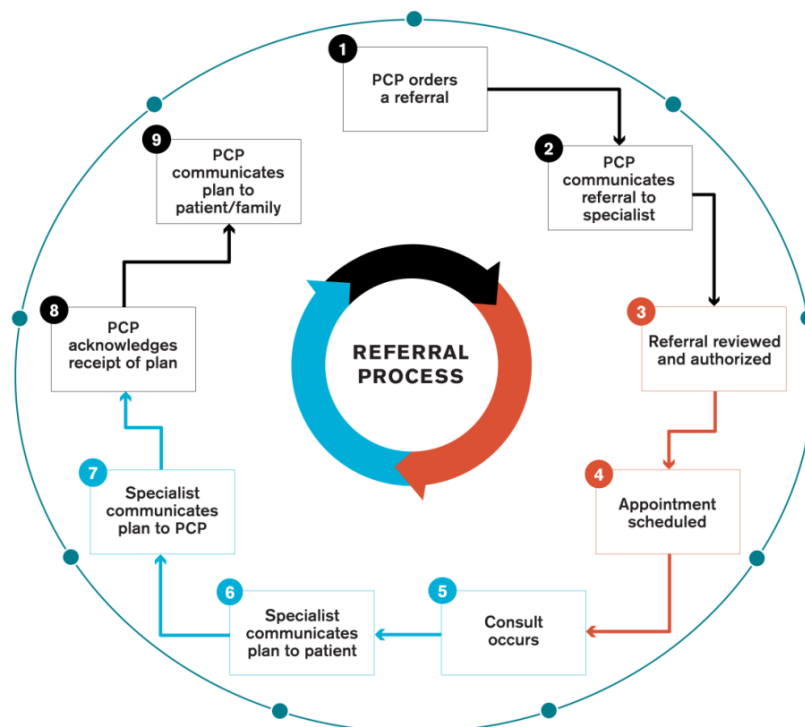 1
PCP orders
a referral
2
PCP
communicates
referral to
specialist
3
Referral reviewed
and authorized
4
Appointment
scheduled
5
Consult
occurs
6
Specialist
communicates
plan to patient
7
Specialist
communicates
plan to PCP
8
PCP
acknowledges
receipt of plan
9
PCP
communicates
plan to
patient/family
REFERRAL
PROCESS